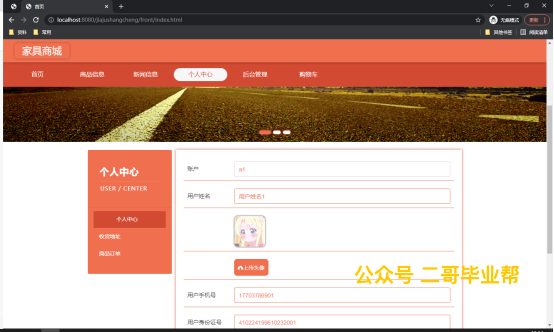 首页
localhost:8080/jiajushangcheng/front/index.html
无痕模式
更新
资料
常用
其他书签
阅读清单
家具商城
首页
商品信息
新闻信息
个人中心
后台管理
购物车
个人中心
USER / CENTER
个人中心
收货地址
商品订单
账户
a1
用户姓名
用户姓名1
上传头像
用户手机号
17703786901
用户身份证号
410224199610232001
公众号 二哥毕业帮